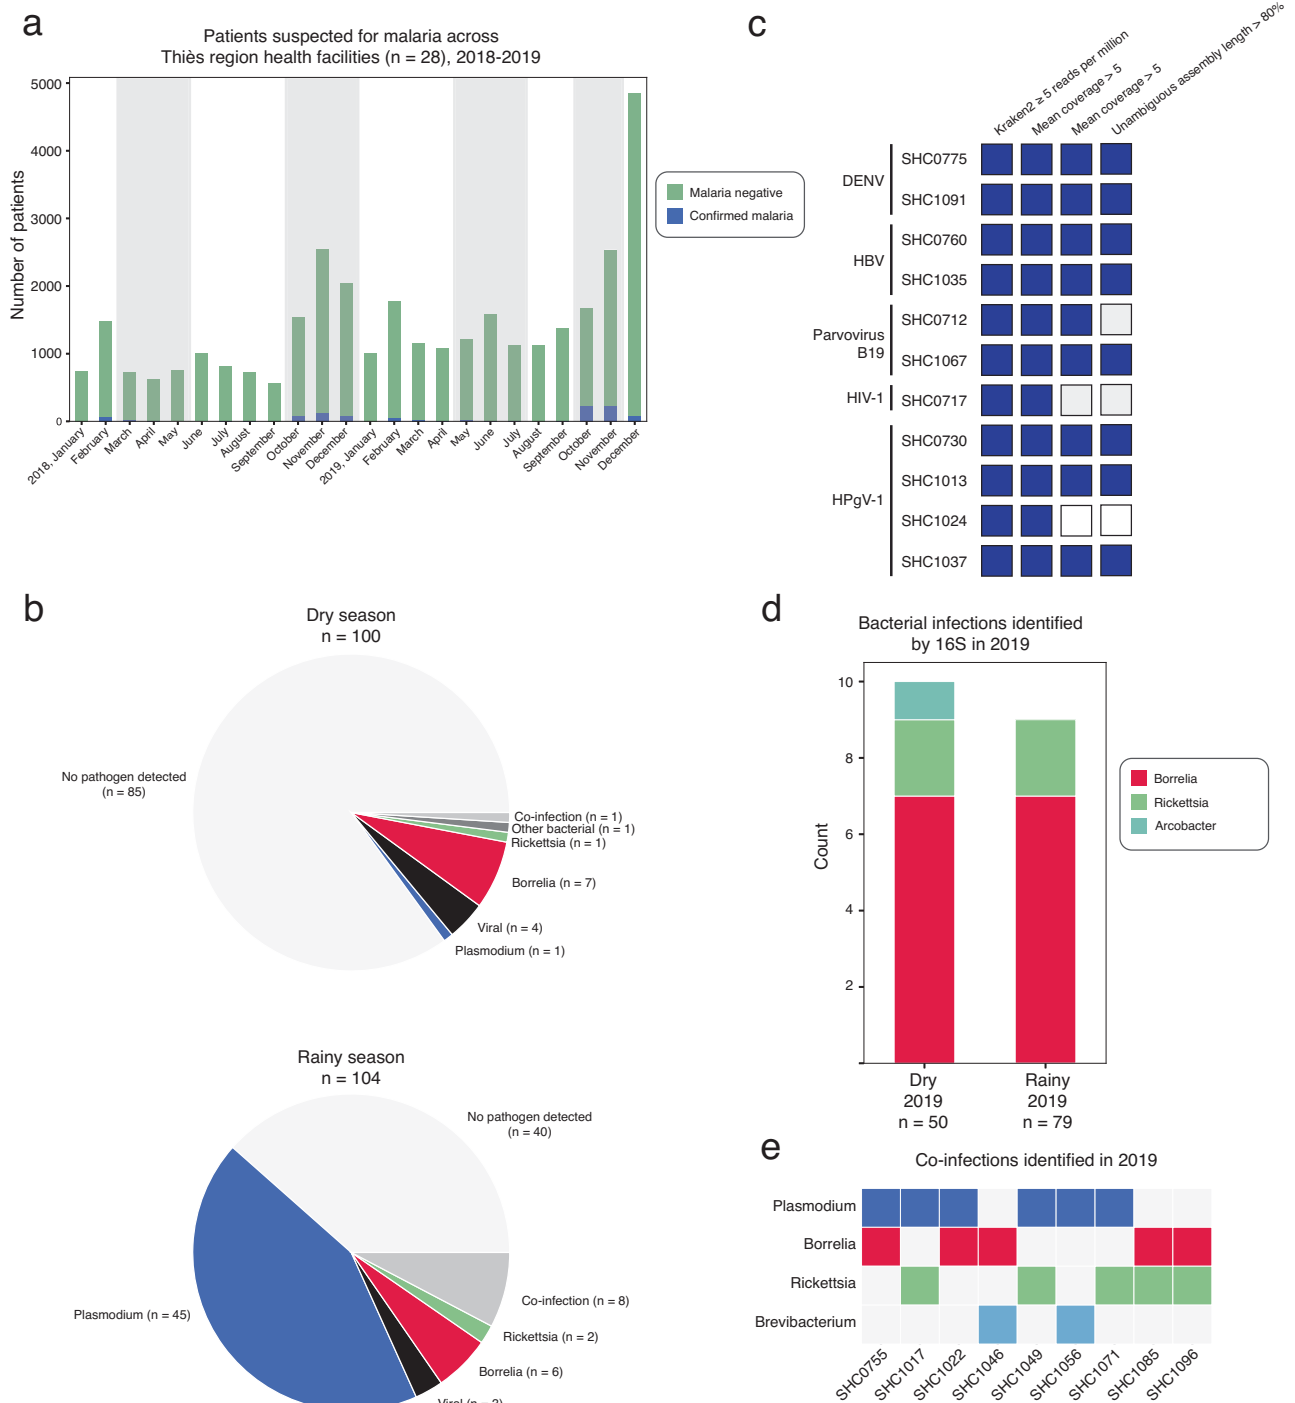 a
Patients suspected for malaria across
Thiès region health facilities (n = 28), 2018-2019
Number of patients
5000
4000
3000
2000
1000
0
2018, January
February
March
April
May
June
July
August
September
October
November
December
2019, January
February
March
April
May
June
July
August
September
October
November
December
Malaria negative
Confirmed malaria
c
Kraken2 ≥ 5 reads per million
Mean coverage > 5
Mean coverage > 5
Unambiguous assembly length > 80%
DENV
SHC0775
SHC1091
HBV
SHC0760
SHC1035
Parvovirus
B19
SHC0712
SHC1067
HIV-1
SHC0717
HPgV-1
SHC0730
SHC1013
SHC1024
SHC1037
b
Dry season
n = 100
No pathogen detected
(n = 85)
Co-infection (n = 1)
Other bacterial (n = 1)
Rickettsia (n = 1)
Borrelia (n = 7)
Viral (n = 4)
Plasmodium (n = 1)
Rainy season
n = 104
No pathogen detected
(n = 40)
Plasmodium (n = 45)
Co-infection (n = 8)
Rickettsia (n = 2)
Borrelia (n = 6)
Viral (n = 3)
d
Bacterial infections identified
by 16S in 2019
Count
10
8
6
4
2
Dry
2019
n = 50
Rainy
2019
n = 79
Borrelia
Rickettsia
Arcobacter
e
Co-infections identified in 2019
Plasmodium
Borrelia
Rickettsia
Brevibacterium
SHC0755
SHC1017
SHC1022
SHC1046
SHC1049
SHC1056
SHC1071
SHC1085
SHC1096